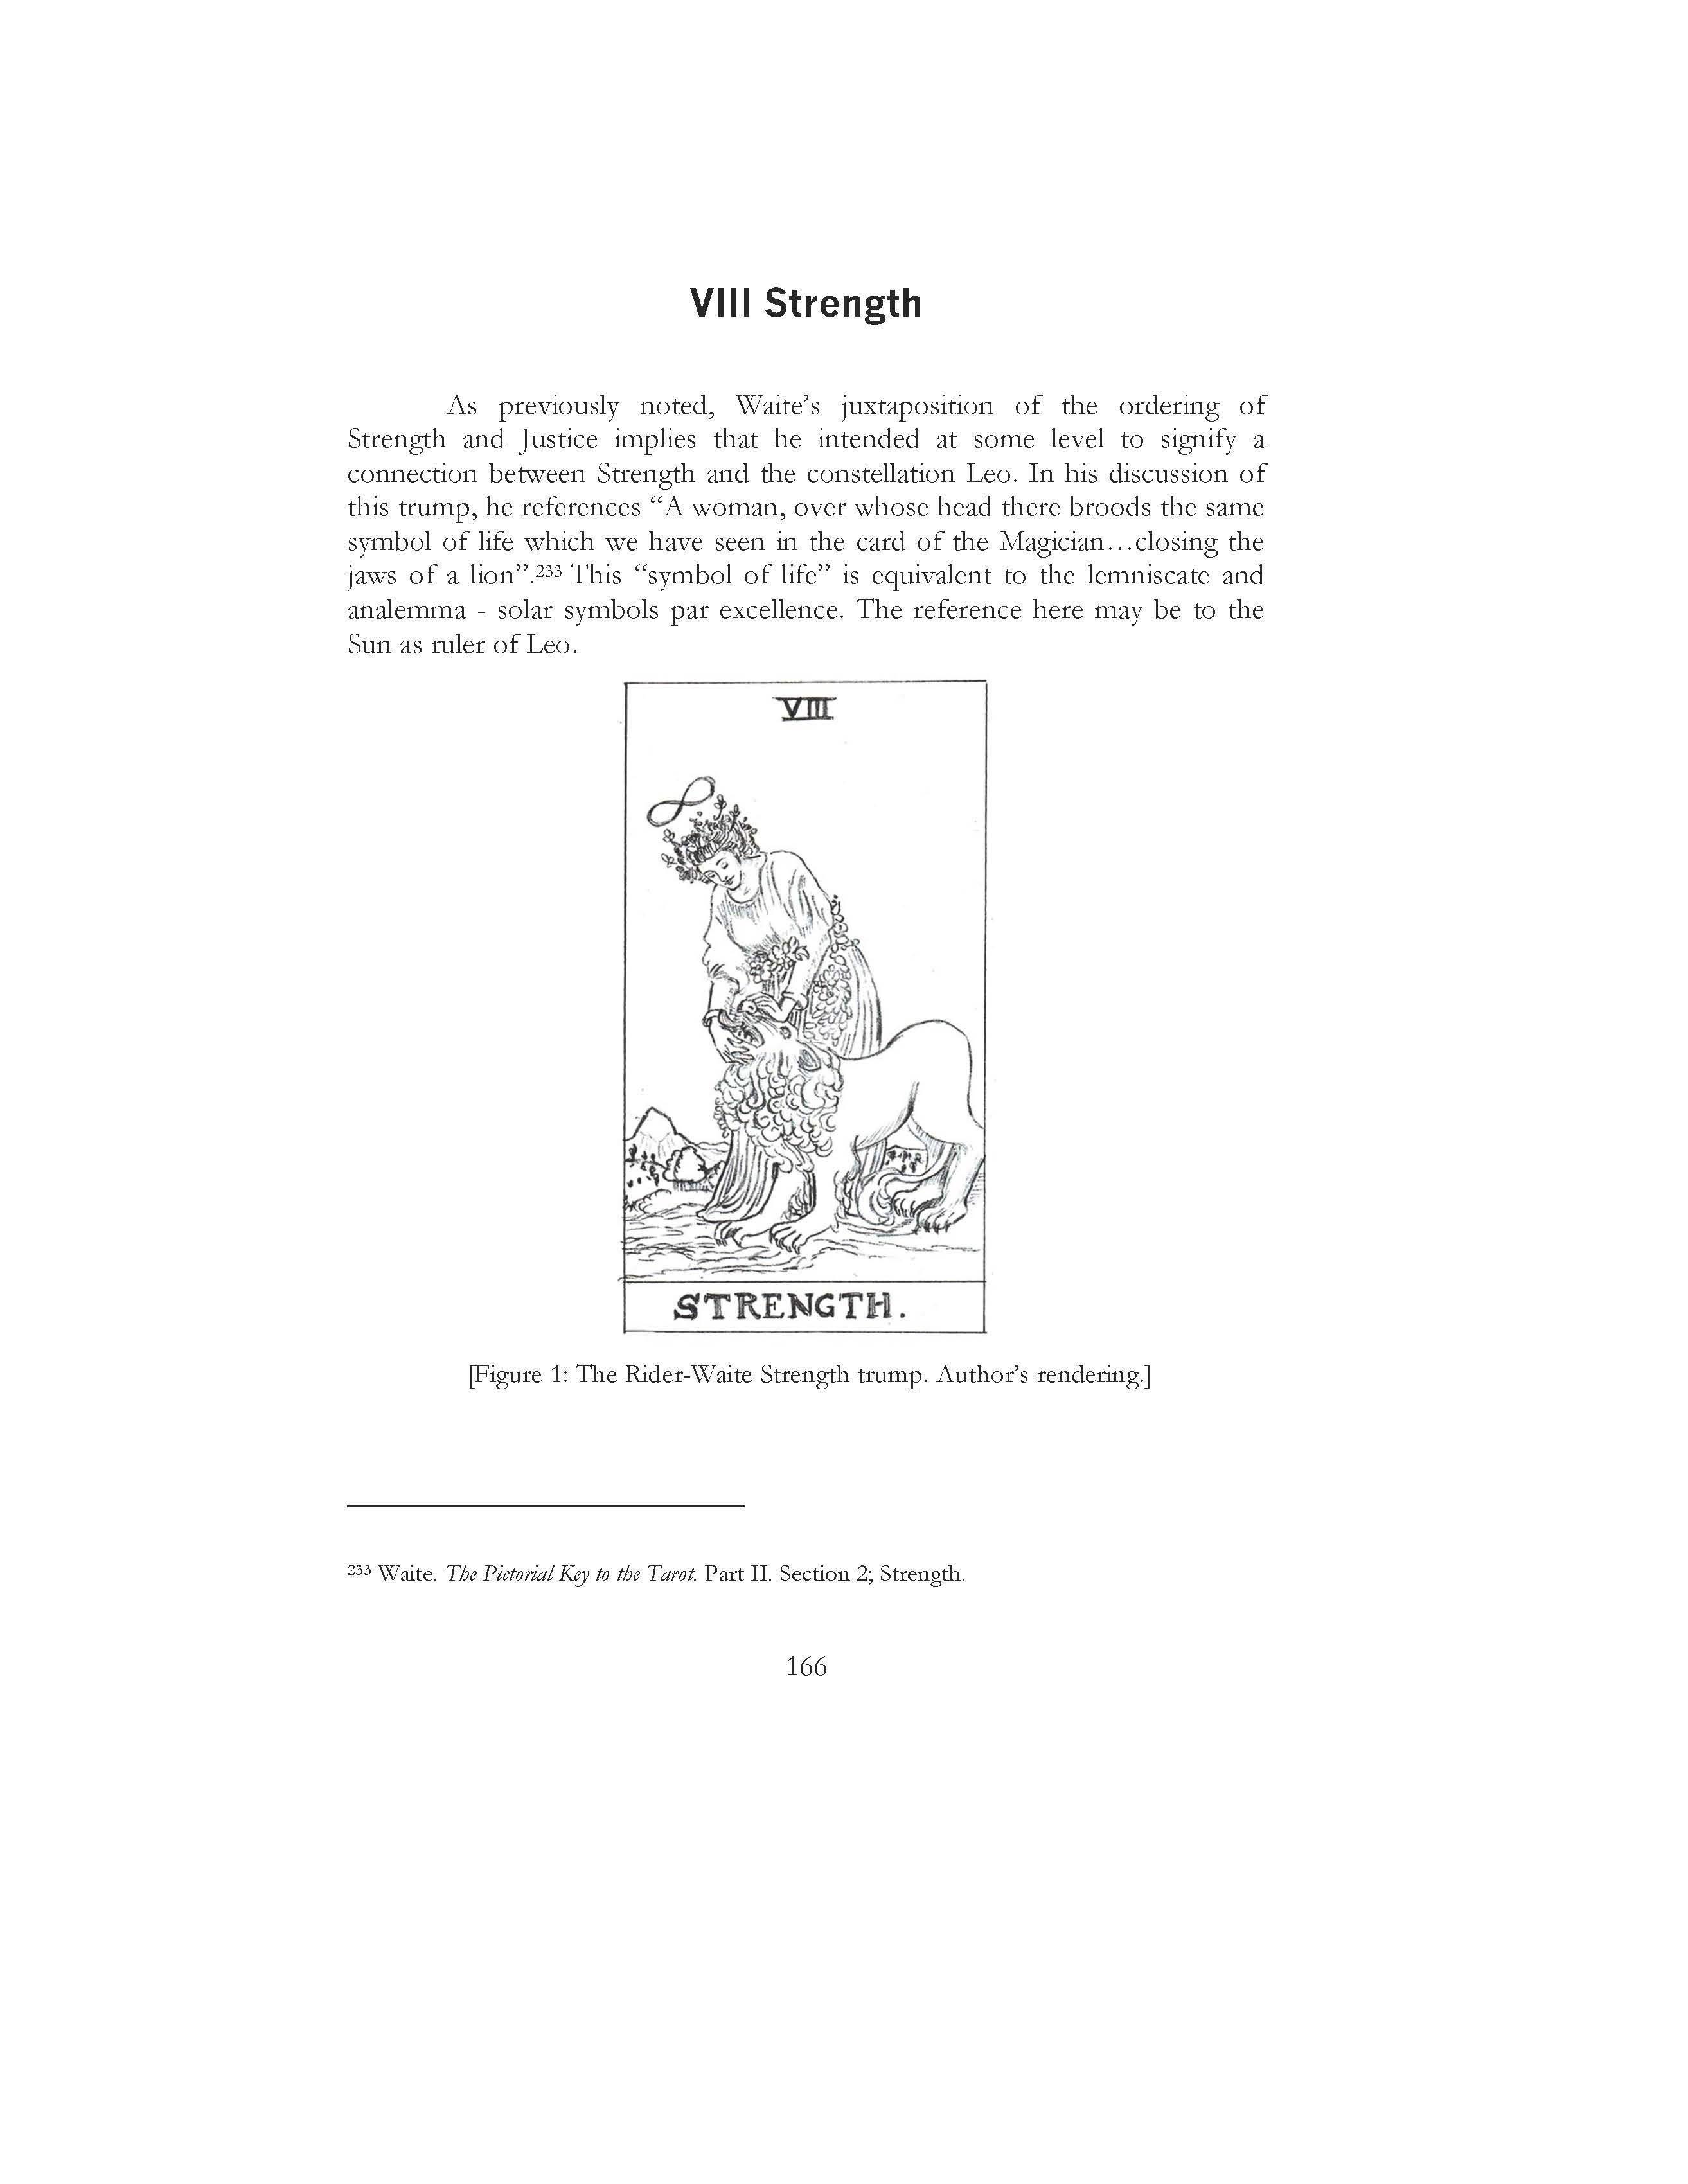 VIII Strength
As previously noted, Waite’s juxtaposition of the ordering of
Strength and Justice implies that he intended at some level to signify a
connection between Strength and the constellation Leo. In his discussion of
this trump, he references “A woman, over whose head there broods the same
symbol of life which we have seen in the card of the Magician…closing the
jaws of a lion”.233 This “symbol of life” is equivalent to the lemniscate and
analemma - solar symbols par excellence. The reference here may be to the
Sun as ruler of Leo.
VIII
STRENGTH.
[Figure 1: The Rider-Waite Strength trump. Author’s rendering.]
233 Waite. The Pictorial Key to the Tarot. Part II. Section 2; Strength.
166